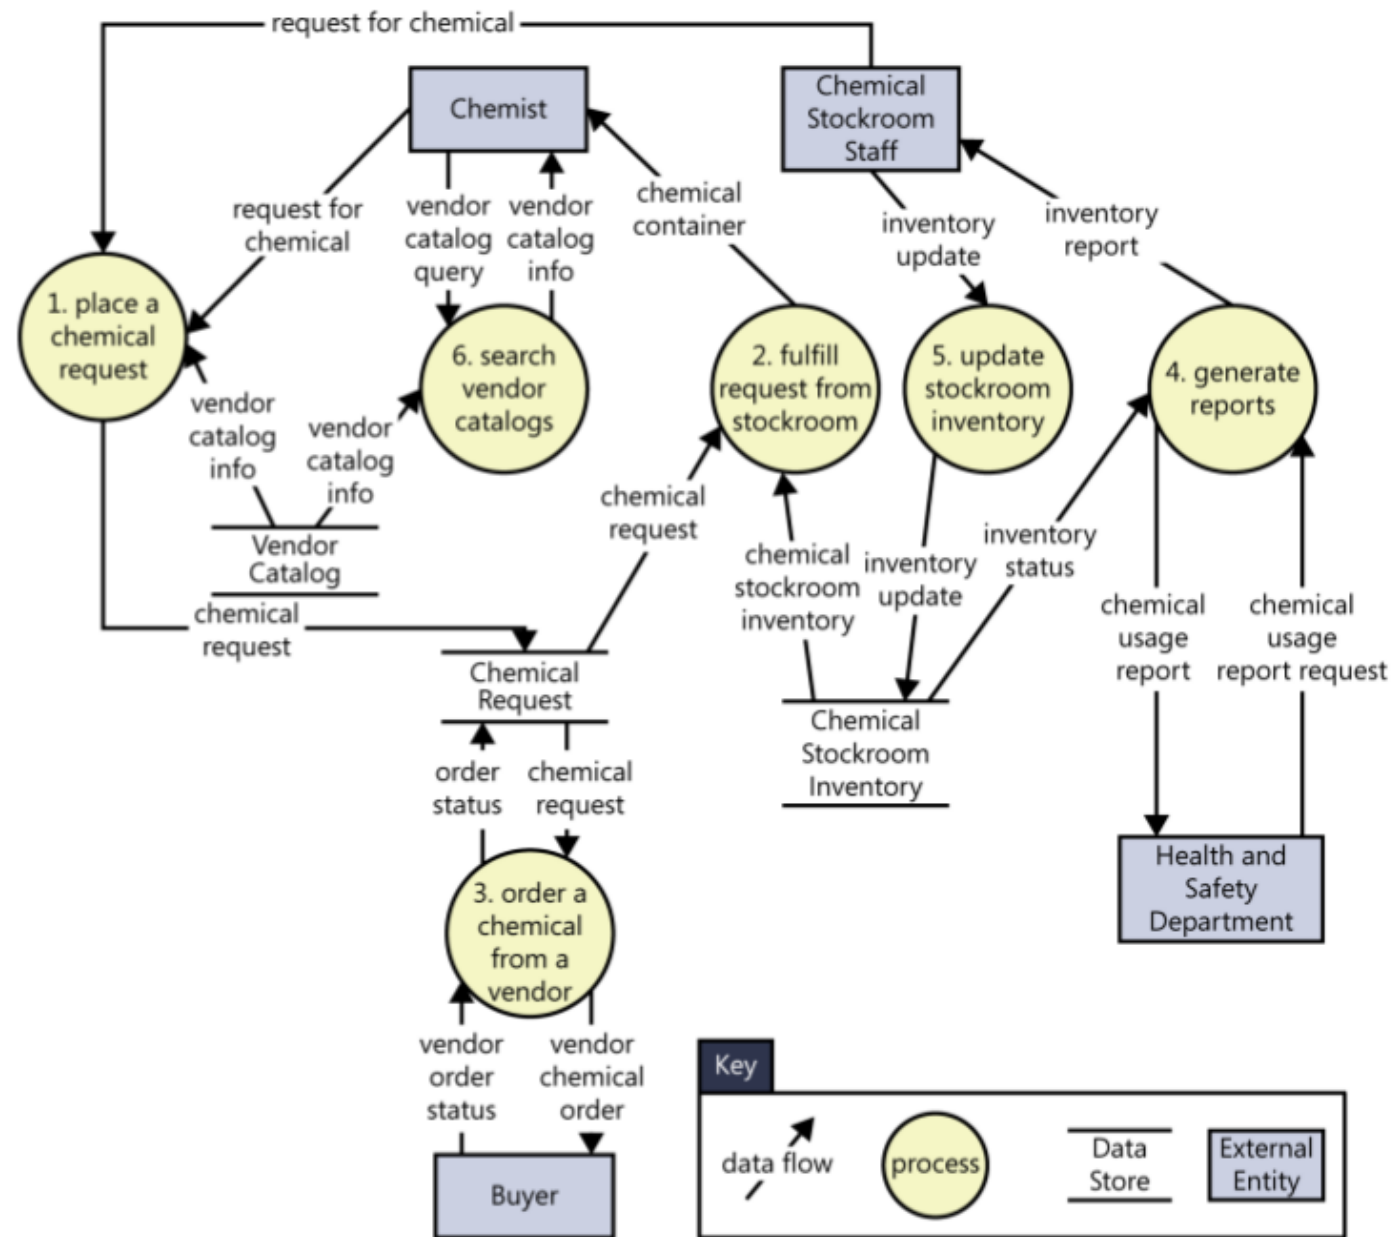 request for chemical
Chemist
Chemical
Stockroom
Staff
request for
chemical
vendor
catalog
query
vendor
catalog
info
chemical
container
inventory
update
inventory
report
1. place a
chemical
request
6. search
vendor
catalogs
2. fulfill
request from
stockroom
5. update
stockroom
inventory
4. generate
reports
vendor
catalog
info
vendor
catalog
info
Vendor
Catalog
chemical
request
chemical
request
chemical
stockroom
inventory
inventory
update
inventory
status
chemical
usage
report
chemical
usage
report request
Chemical
Request
Chemical
Stockroom
Inventory
order
status
chemical
request
3. order a
chemical
from a
vendor
Health and
Safety
Department
vendor
order
status
vendor
chemical
order
Buyer
Key
data flow
process
Data
Store
External
Entity